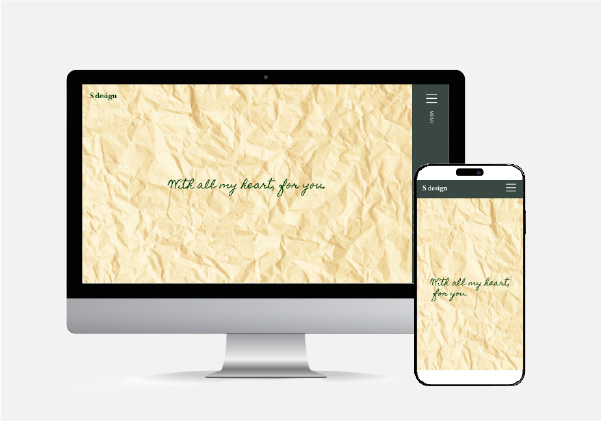 S design
MENU
With all my heart, for you.
S design
With all my heart,
for you.